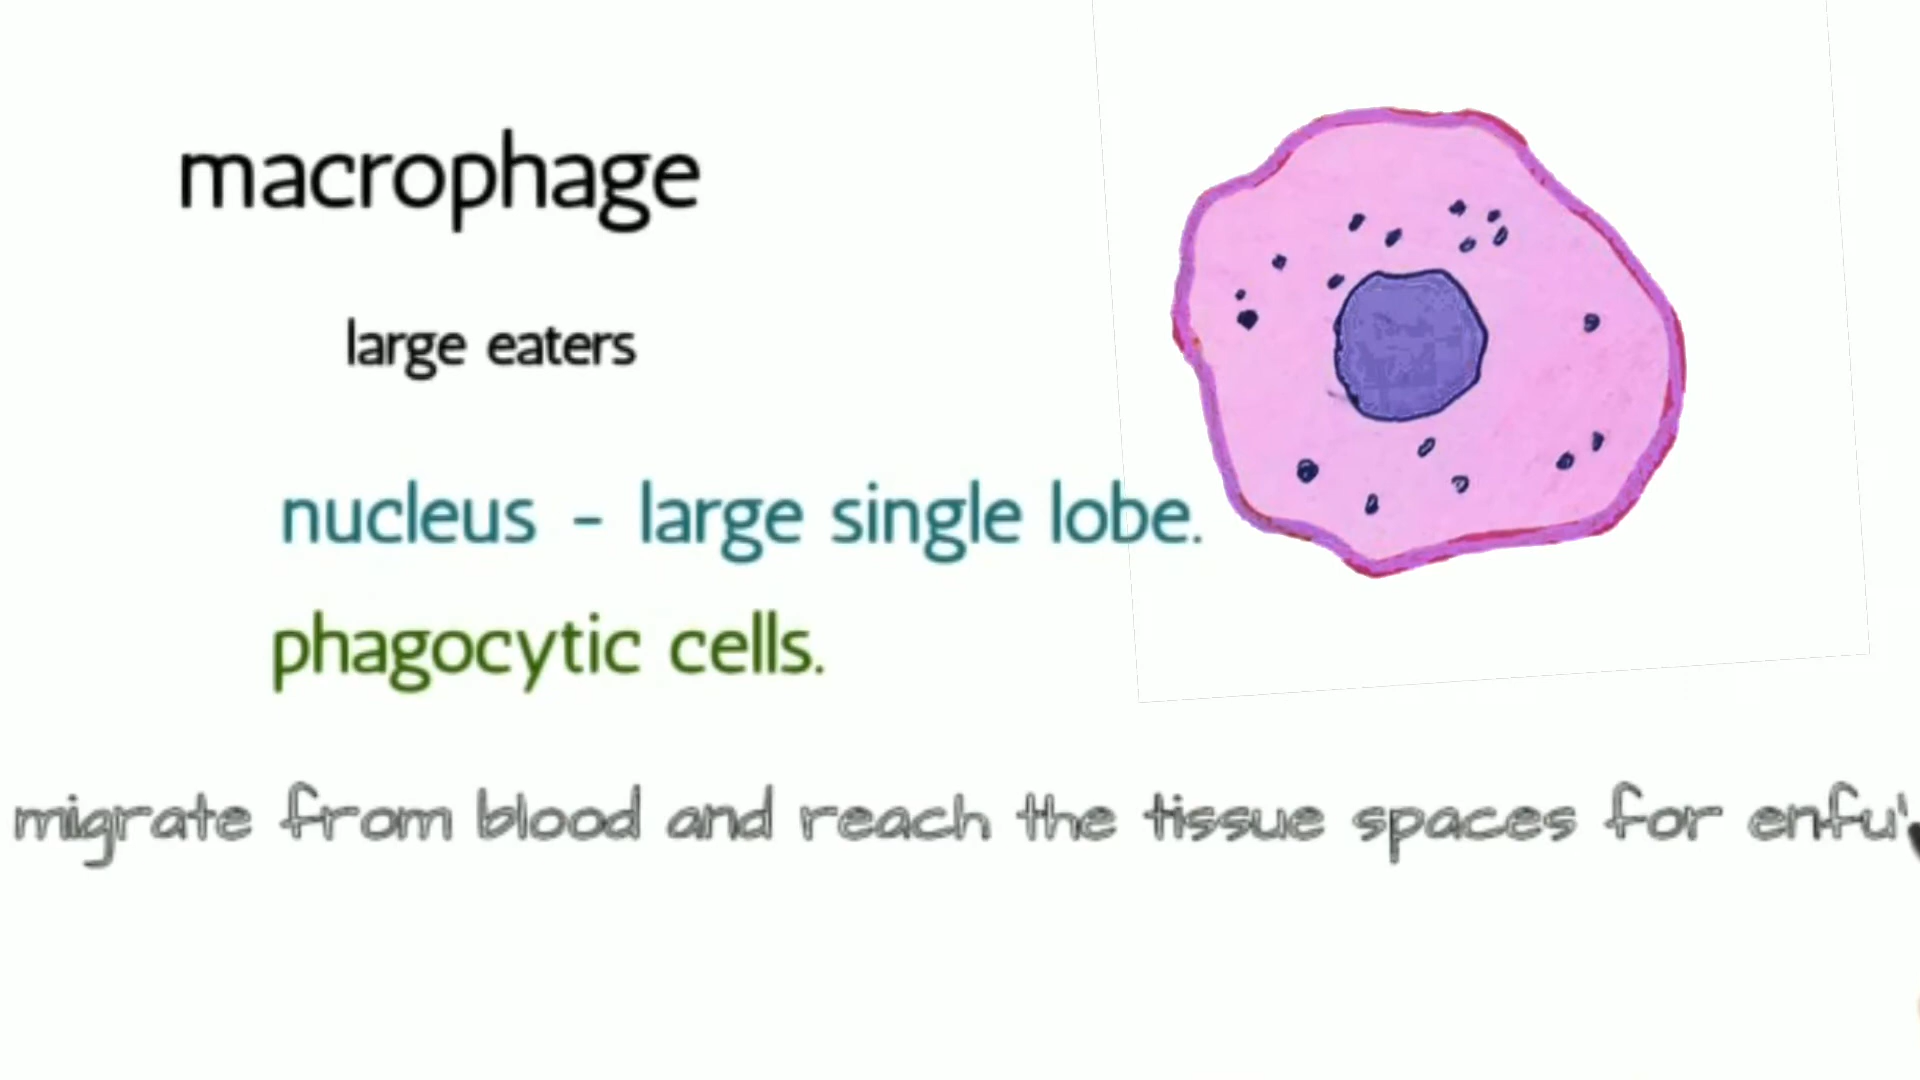 macrophage
large eaters
nucleus - large single lobe.
phagocytic cells.
migrate from blood and reach the tissue spaces for